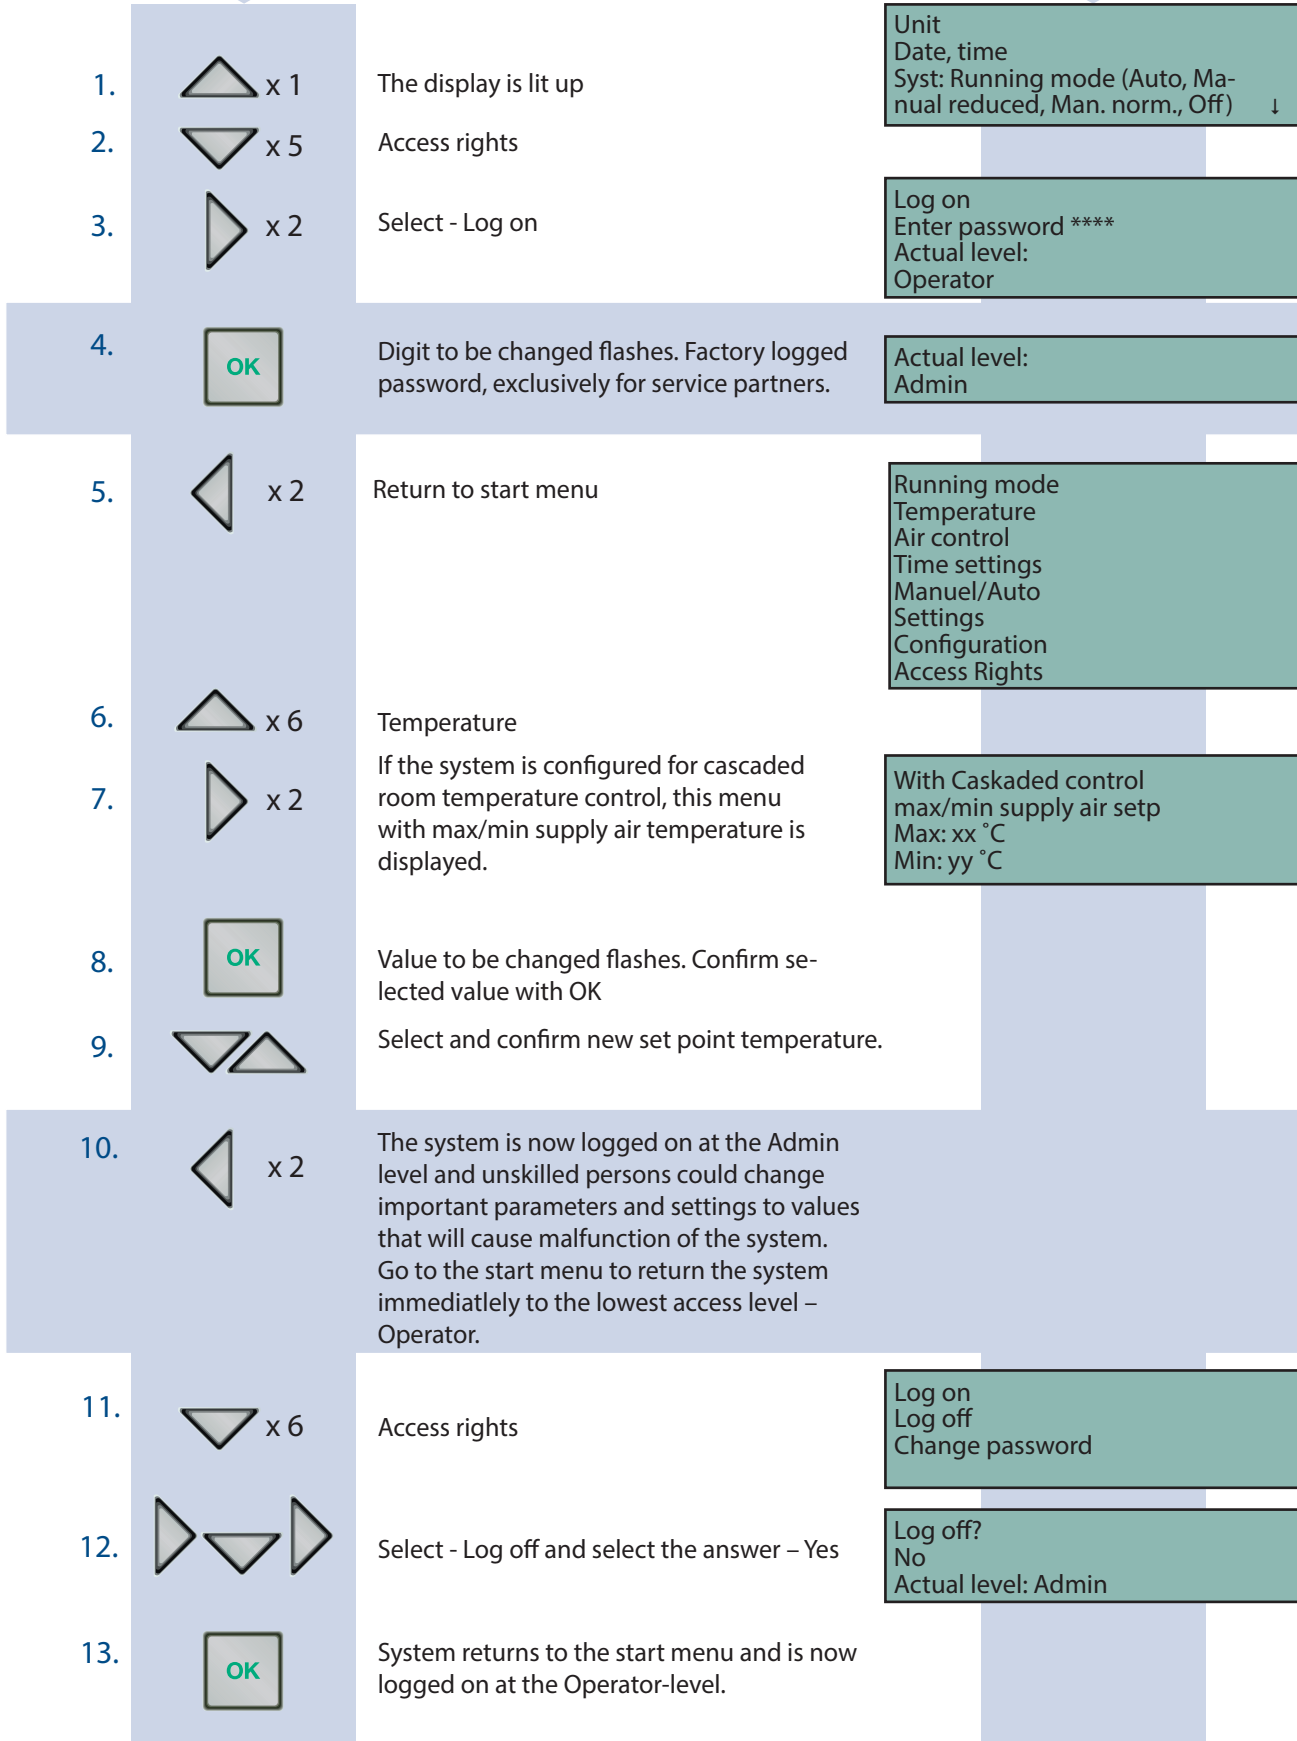 Unit
Date, time
Syst: Running mode (Auto, Ma-
nual reduced, Man. norm., Off) ↓
1.
x 1
The display is lit up
2.
x 5
Access rights
3.
x 2
Select - Log on
Log on
Enter password ****
Actual level:
Operator
4.
OK
Digit to be changed flashes. Factory logged
password, exclusively for service partners.
Actual level:
Admin
5.
x 2
Return to start menu
Running mode
Temperature
Air control
Time settings
Manuel/Auto
Settings
Configuration
Access Rights
6.
x 6
Temperature
7.
x 2
If the system is configured for cascaded
room temperature control, this menu
with max/min supply air temperature is
displayed.
With Caskaded control
max/min supply air setp
Max: xx ˚C
Min: yy ˚C
8.
OK
Value to be changed flashes. Confirm se-
lected value with OK
9.
Select and confirm new set point temperature.
10.
x 2
The system is now logged on at the Admin
level and unskilled persons could change
important parameters and settings to values
that will cause malfunction of the system.
Go to the start menu to return the system
immediatlely to the lowest access level –
Operator.
11.
x 6
Access rights
Log on
Log off
Change password
12.
Select - Log off and select the answer – Yes
Log off?
No
Actual level: Admin
13.
OK
System returns to the start menu and is now
logged on at the Operator-level.